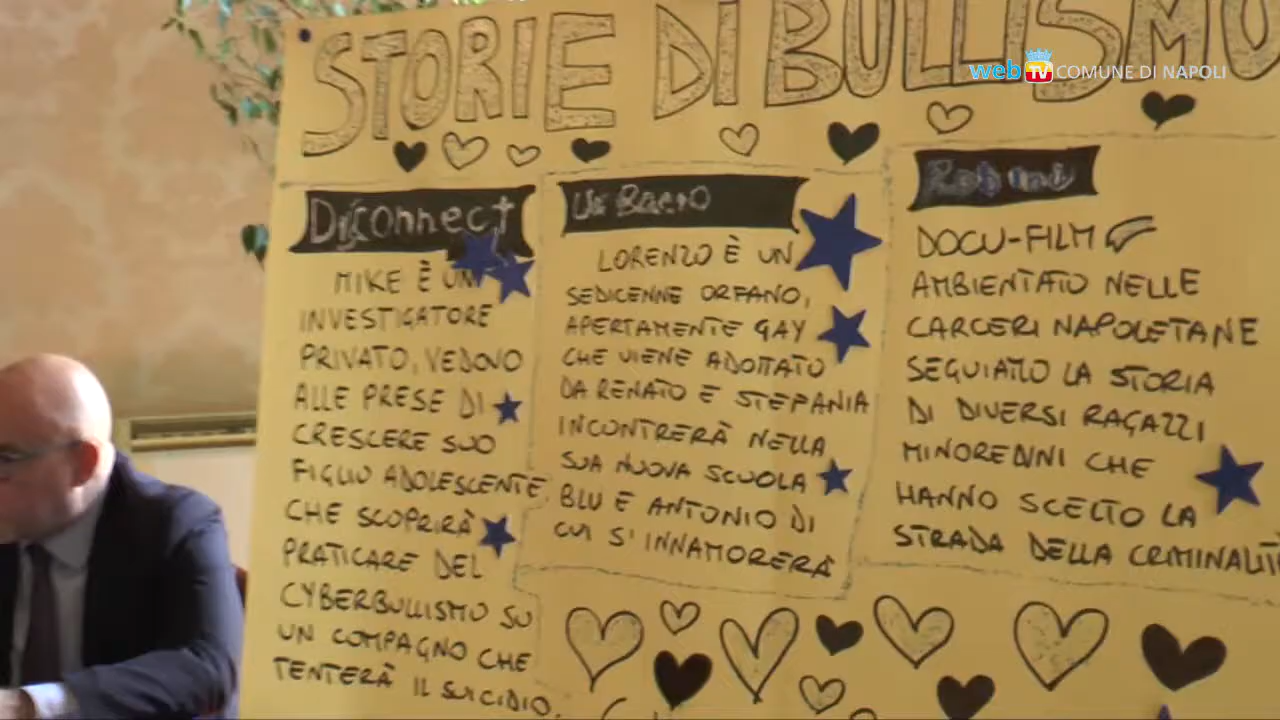 STORIE DI BULLISMO
web TV COMUNE DI NAPOLI
Disconnect
MIKE È UN
INVESTIGATORE
PRIVATO, VEDOVO
ALLE PRESE DI
CRESCERE SUO
FIGLIO ADOLESCENTE,
CHE SCOPRIRÀ
PRATICARE DEL
CYBERBULLISMO SU
UN COMPAGNO CHE
TENTERÀ IL SUICIDIO.
Un Bacio
LORENZO È UN
SEDICENNE ORFANO,
APERTAMENTE GAY
CHE VIENE ADOTTATO
DA RENATO E STEFANIA
INCONTRERÀ NELLA
SUA NUOVA SCUOLA
BLU E ANTONIO DI
CUI S'INNAMORERÀ
Robinù
DOCU-FILM
AMBIENTATO NELLE
CARCERI NAPOLETANE
SEGUIAMO LA STORIA
DI DIVERSI RAGAZZI
MINORENNI CHE
HANNO SCELTO LA
STRADA DELLA CRIMINALITÀ